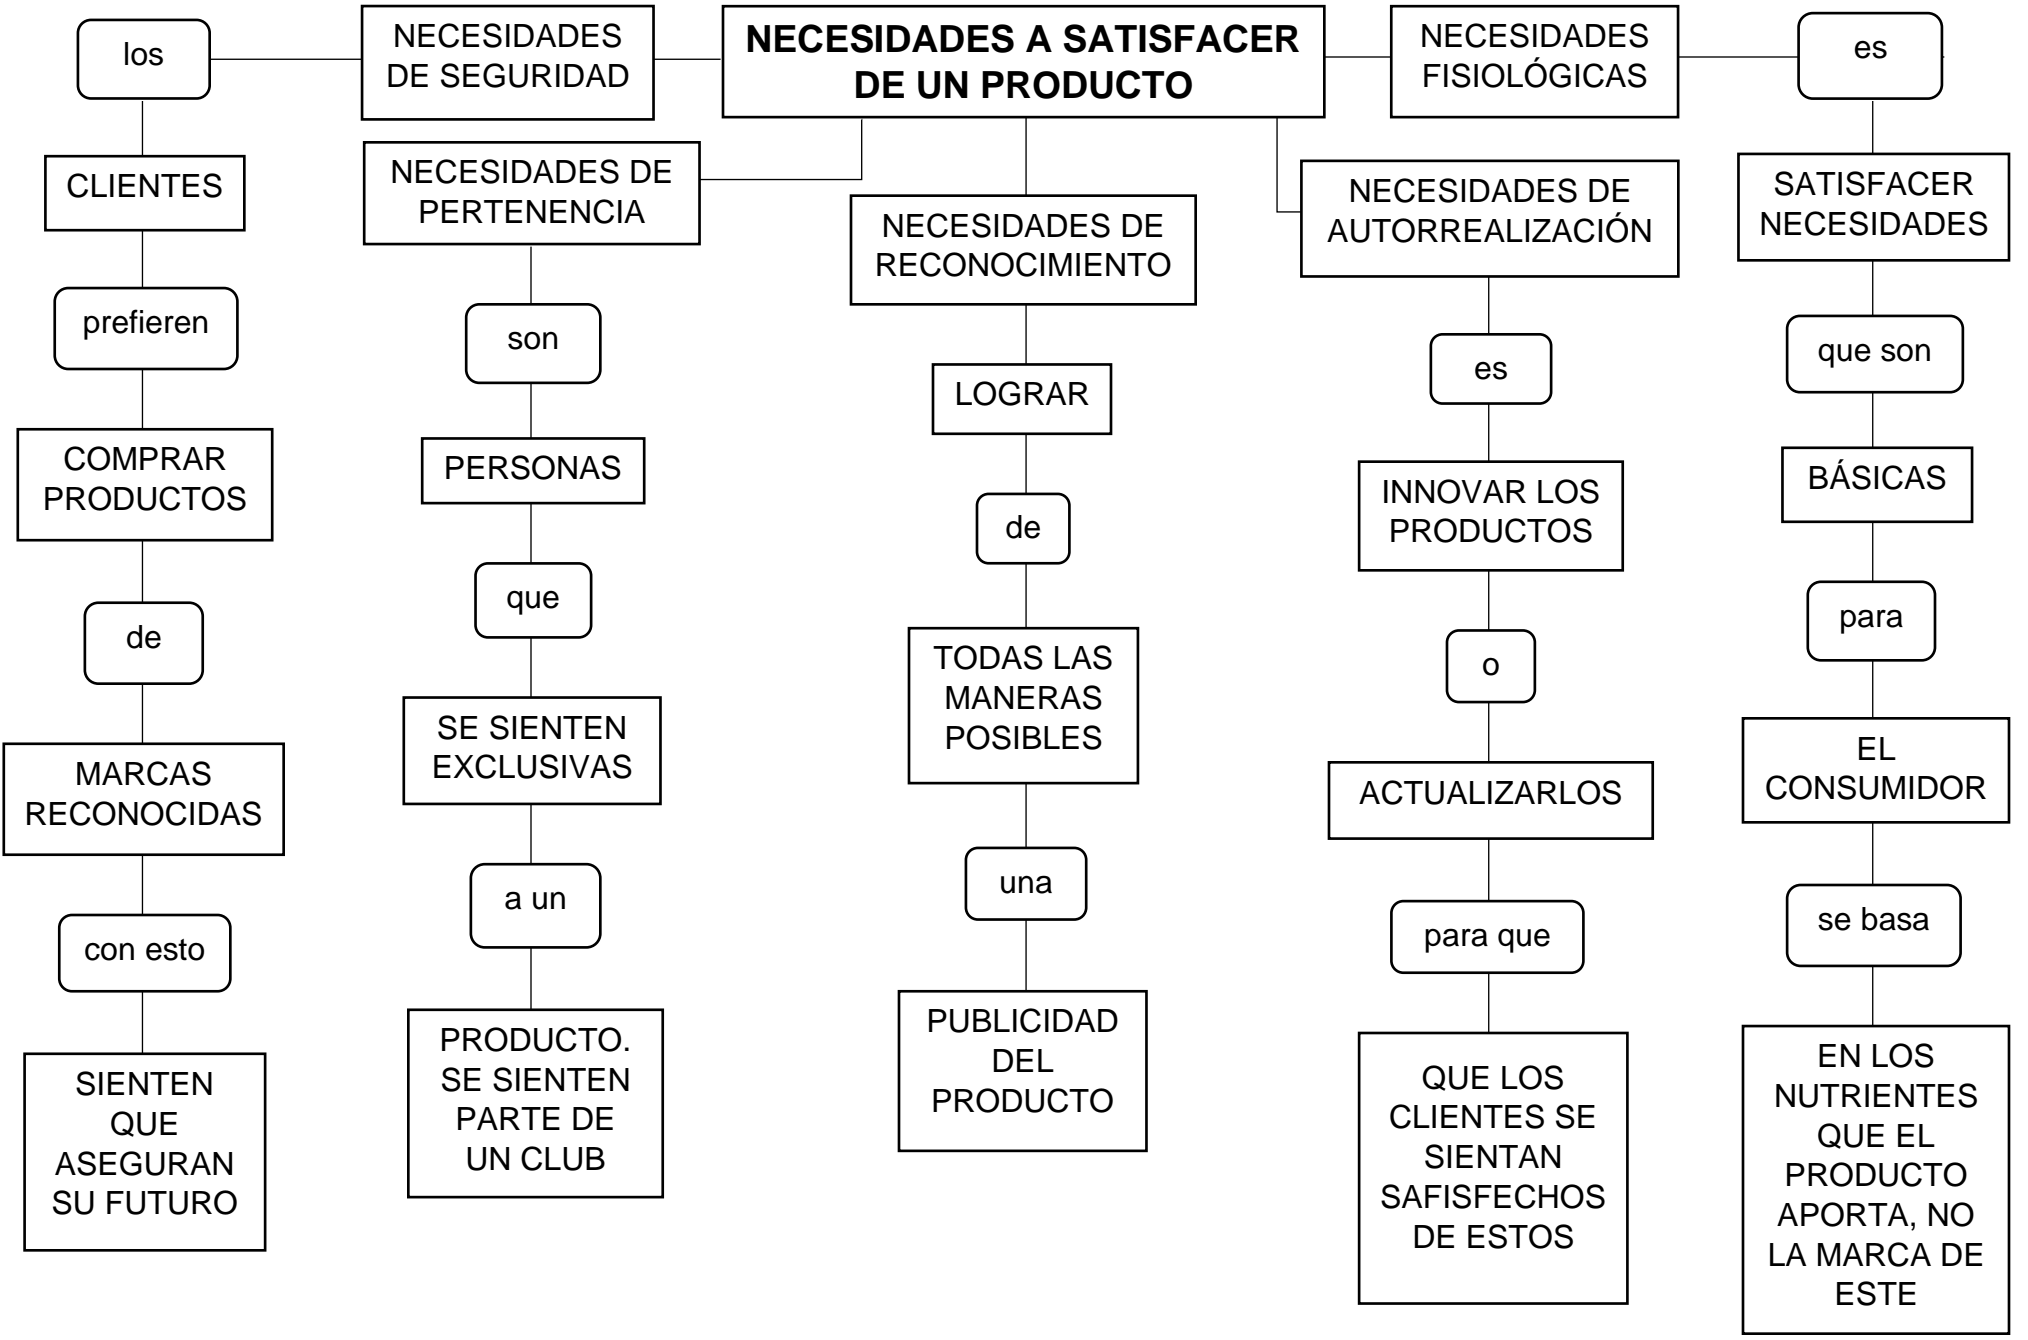 NECESIDADES A SATISFACER
DE UN PRODUCTO
NECESIDADES
DE SEGURIDAD
los
CLIENTES
prefieren
COMPRAR
PRODUCTOS
de
MARCAS
RECONOCIDAS
con esto
SIENTEN
QUE
ASEGURAN
SU FUTURO
NECESIDADES DE
PERTENENCIA
son
PERSONAS
que
SE SIENTEN
EXCLUSIVAS
a un
PRODUCTO.
SE SIENTEN
PARTE DE
UN CLUB
NECESIDADES DE
RECONOCIMIENTO
LOGRAR
de
TODAS LAS
MANERAS
POSIBLES
una
PUBLICIDAD
DEL
PRODUCTO
NECESIDADES DE
AUTORREALIZACIÓN
es
INNOVAR LOS
PRODUCTOS
o
ACTUALIZARLOS
para que
QUE LOS
CLIENTES SE
SIENTAN
SAFISFECHOS
DE ESTOS
NECESIDADES
FISIOLÓGICAS
es
SATISFACER
NECESIDADES
que son
BÁSICAS
para
EL
CONSUMIDOR
se basa
EN LOS
NUTRIENTES
QUE EL
PRODUCTO
APORTA, NO
LA MARCA DE
ESTE